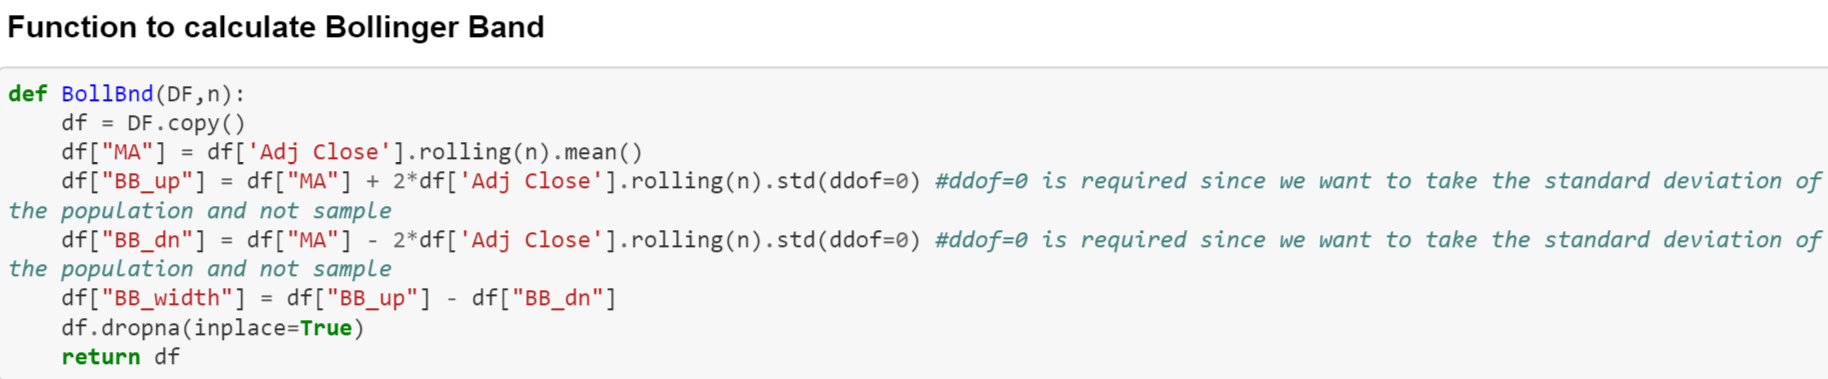 Function to calculate Bollinger Band
def BollBnd(DF,n):
    df = DF.copy()
    df["MA"] = df['Adj Close'].rolling(n).mean()
    df["BB_up"] = df["MA"] + 2*df['Adj Close'].rolling(n).std(ddof=0) #ddof=0 is required since we want to take the standard deviation of
the population and not sample
    df["BB_dn"] = df["MA"] - 2*df['Adj Close'].rolling(n).std(ddof=0) #ddof=0 is required since we want to take the standard deviation of
the population and not sample
    df["BB_width"] = df["BB_up"] - df["BB_dn"]
    df.dropna(inplace=True)
    return df